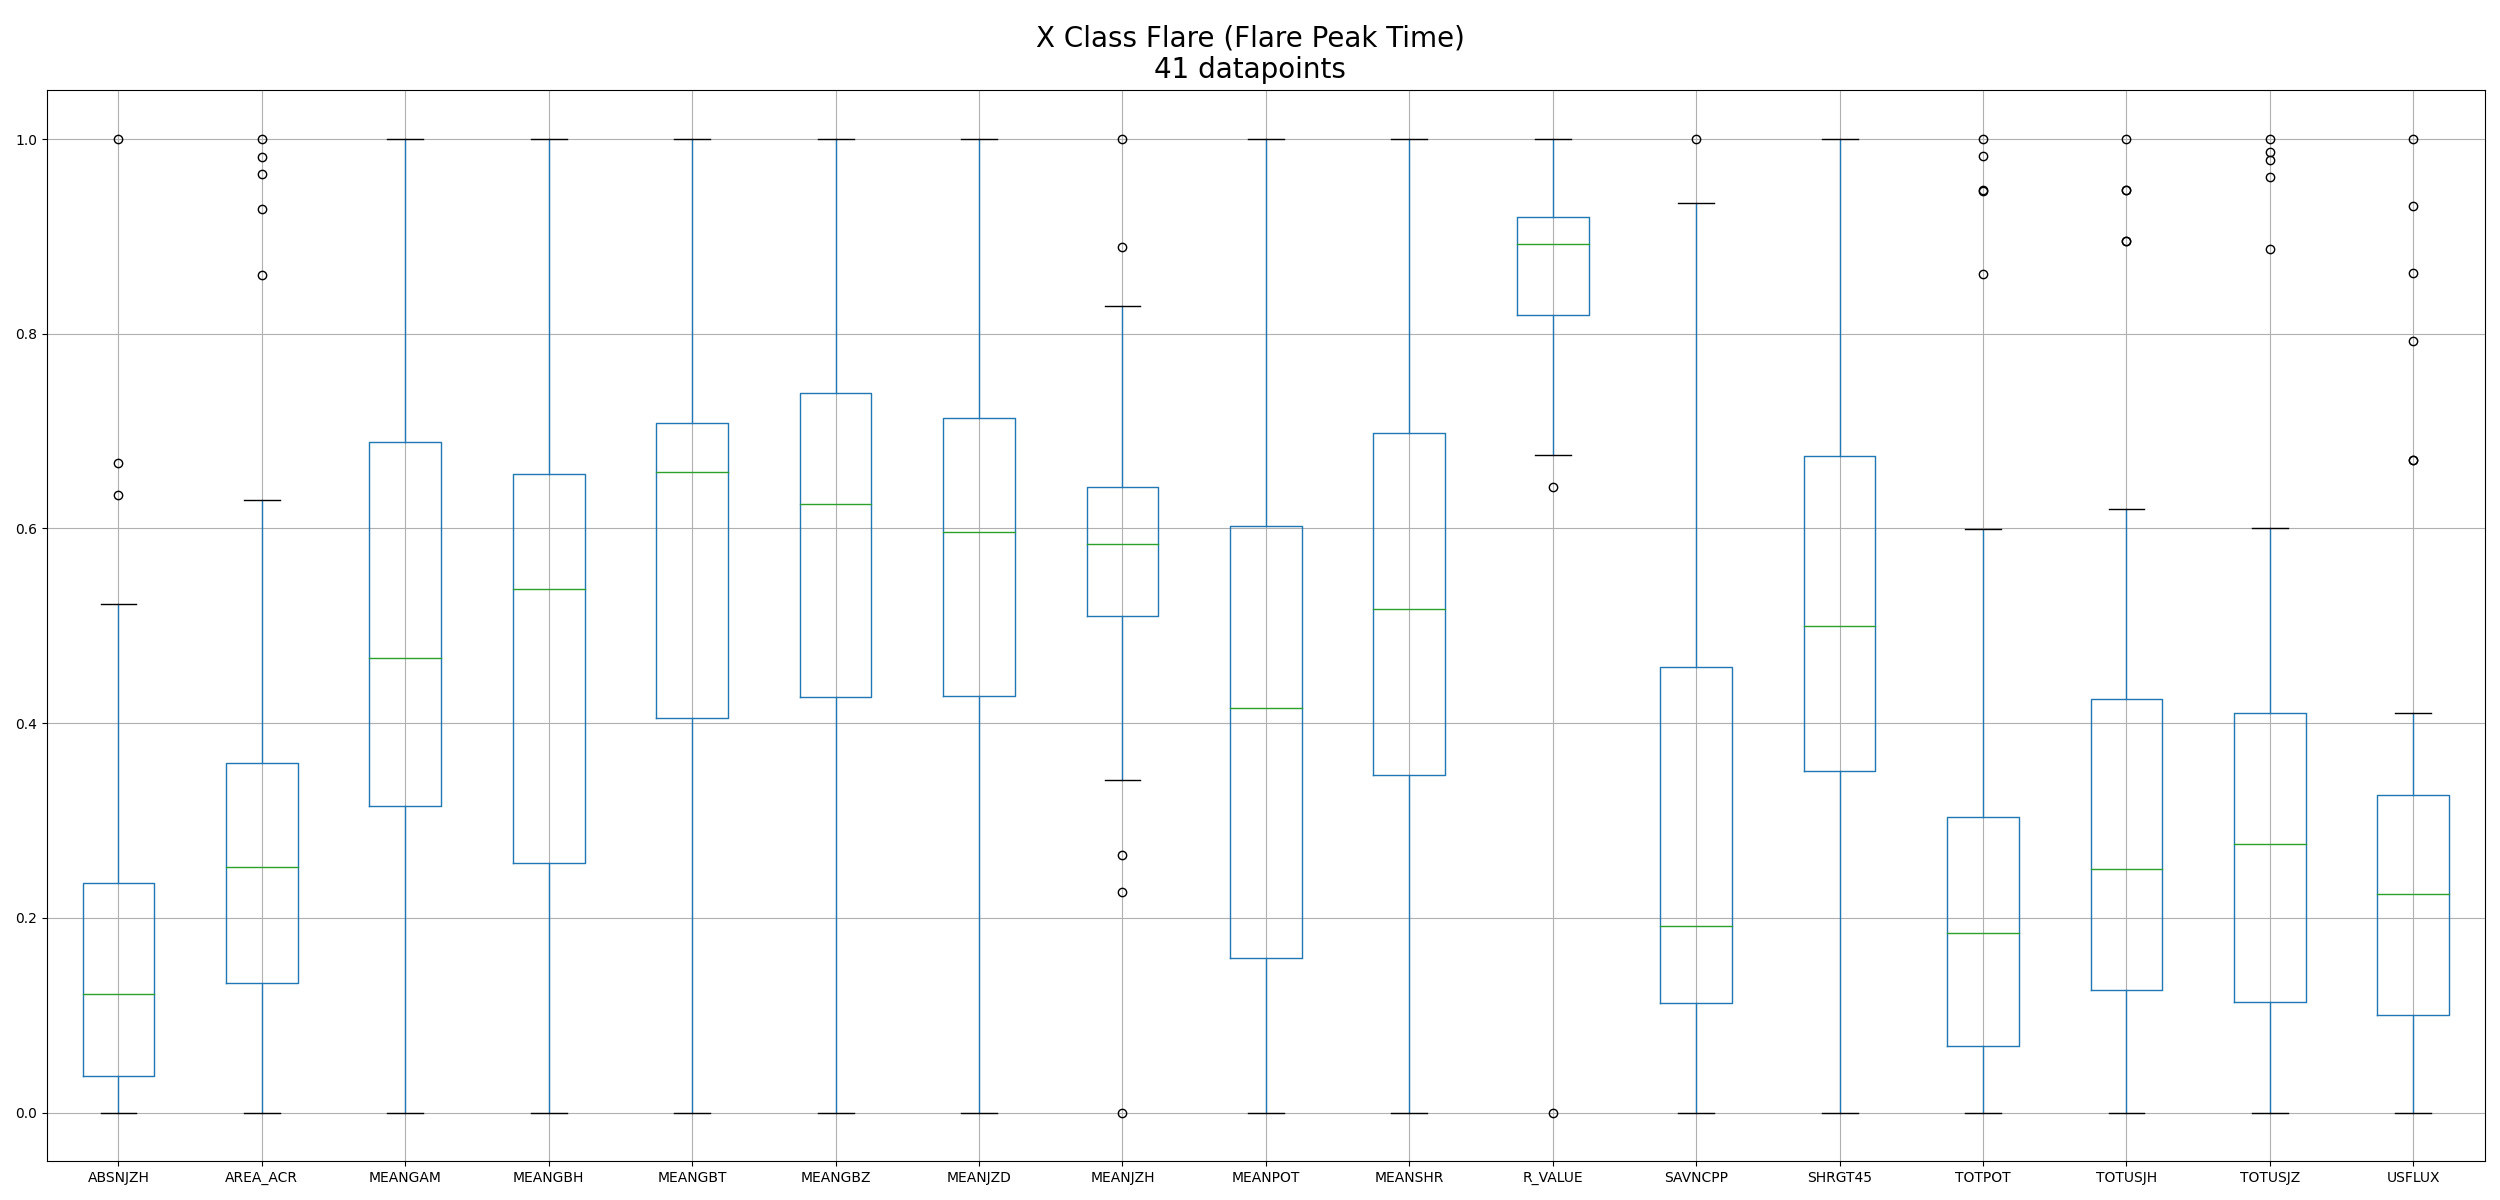 X Class Flare (Flare Peak Time)
41 datapoints
1.0
0.8
0.6
0.4
0.2
0.0
ABSNJZH AREA_ACR MEANGAM MEANGBH MEANGBT MEANGBZ MEANJZD MEANJZH MEANPOT MEANSHR R_VALUE SAVNCPP SHRGT45 TOTPOT TOTUSJH TOTUSJZ USFLUX